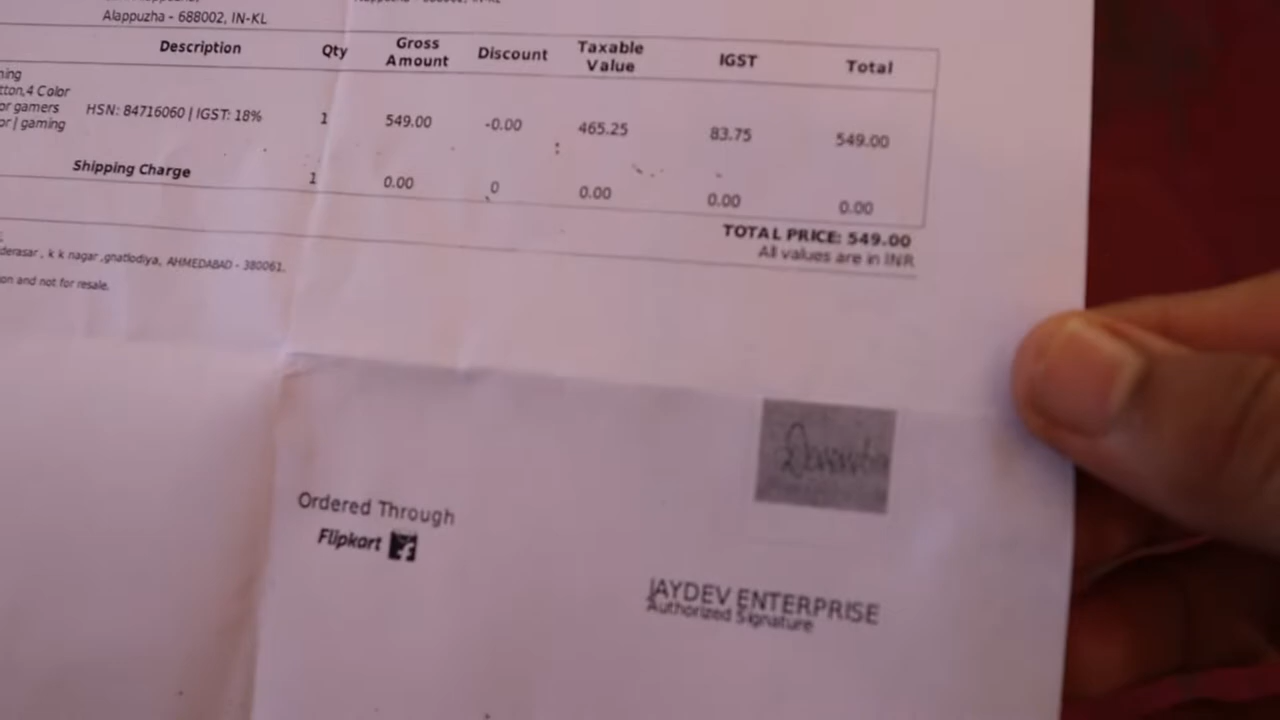 Alappuzha - 688002, IN-KL
Description Qty Gross Amount Discount Taxable Value IGST Total
tton,4 Color
or gamers
or | gaming
HSN: 84716060 | IGST: 18% 1 549.00 -0.00 465.25 83.75 549.00
Shipping Charge 1 0.00 0 0.00 0.00 0.00
TOTAL PRICE: 549.00
All values are in INR
derasar , k k nagar ,ghatlodiya, AHMEDABAD - 380061.
on and not for resale.
Ordered Through
Flipkart
JAYDEV ENTERPRISE
Authorized Signature